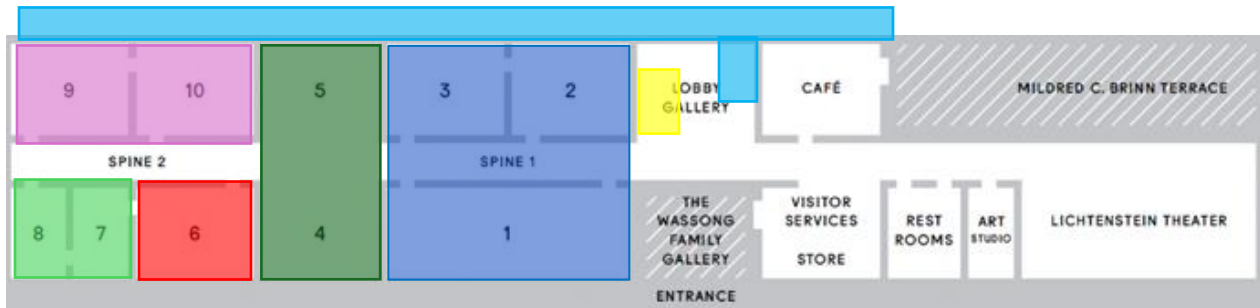 9
10
5
3
2
LOBBY
GALLERY
CAFÉ
MILDRED C. BRINN TERRACE
SPINE 2
SPINE 1
8
7
6
4
1
THE
WASSONG
FAMILY
GALLERY
VISITOR
SERVICES
STORE
REST
ROOMS
ART
STUDIO
LICHTENSTEIN THEATER
ENTRANCE